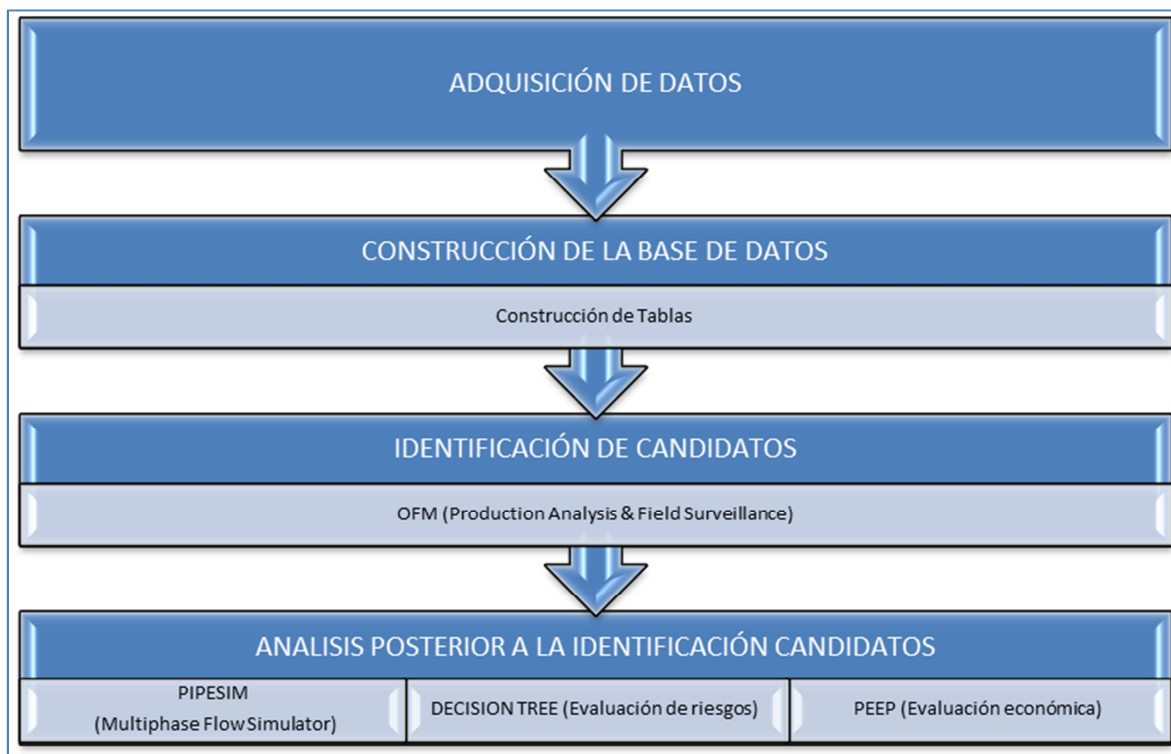 ADQUISICIÓN DE DATOS
CONSTRUCCIÓN DE LA BASE DE DATOS
Construcción de Tablas
IDENTIFICACIÓN DE CANDIDATOS
OFM (Production Analysis & Field Surveillance)
ANALISIS POSTERIOR A LA IDENTIFICACIÓN CANDIDATOS
PIPESIM
(Multiphase Flow Simulator)
DECISION TREE (Evaluación de riesgos)
PEEP (Evaluación económica)